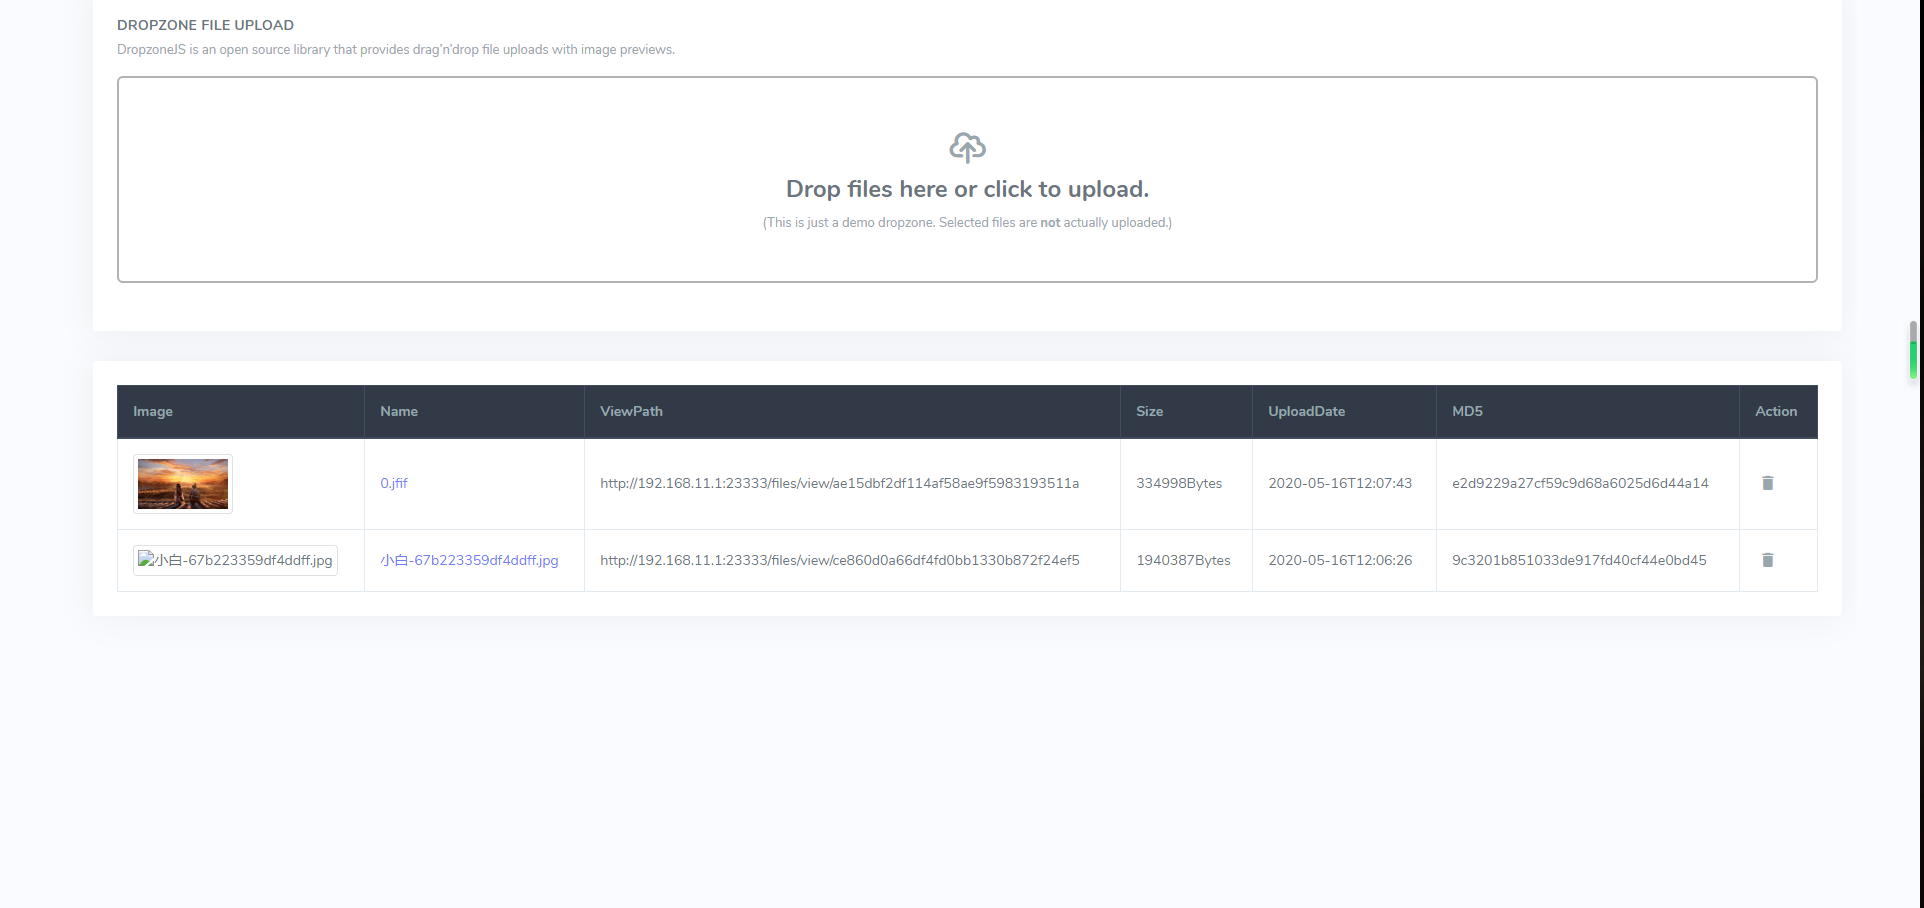 DROPZONE FILE UPLOAD
DropzoneJS is an open source library that provides drag'n'drop file uploads with image previews.
Drop files here or click to upload.
(This is just a demo dropzone. Selected files are not actually uploaded.)
Image Name ViewPath Size UploadDate MD5 Action
0.jfif http://192.168.11.1:23333/files/view/ae15dbf2df114af58ae9f5983193511a 334998Bytes 2020-05-16T12:07:43 e2d9229a27cf59c9d68a6025d6d44a14
小白-67b223359df4ddff.jpg 小白-67b223359df4ddff.jpg http://192.168.11.1:23333/files/view/ce860d0a66df4fd0bb1330b872f24ef5 1940387Bytes 2020-05-16T12:06:26 9c3201b851033de917fd40cf44e0bd45